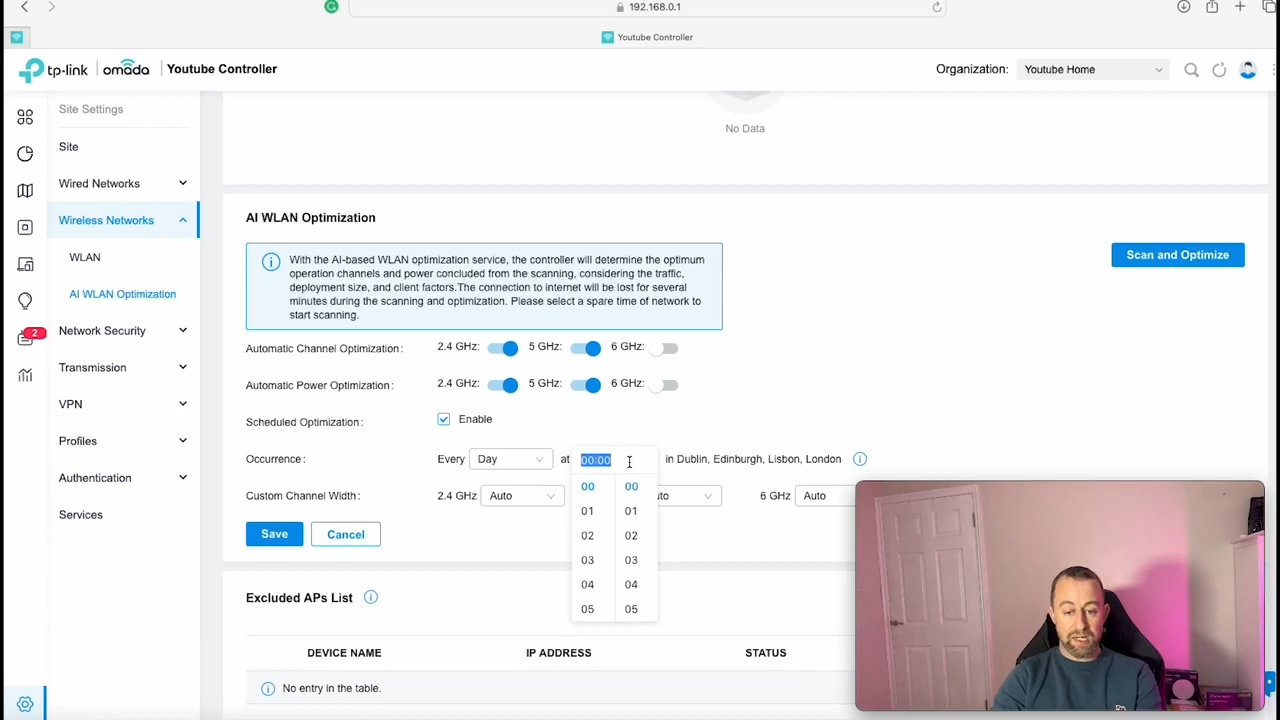 192.168.0.1
Youtube Controller
tp-link | omada | Youtube Controller
Organization: Youtube Home
Site Settings
Site
Wired Networks
Wireless Networks
WLAN
AI WLAN Optimization
Network Security
2
Transmission
VPN
Profiles
Authentication
Services
No Data
AI WLAN Optimization
With the AI-based WLAN optimization service, the controller will determine the optimum
operation channels and power concluded from the scanning, considering the traffic,
deployment size, and client factors.The connection to internet will be lost for several
minutes during the scanning and optimization. Please select a spare time of network to
start scanning.
Scan and Optimize
Automatic Channel Optimization: 2.4 GHz: 5 GHz: 6 GHz:
Automatic Power Optimization: 2.4 GHz: 5 GHz: 6 GHz:
Scheduled Optimization: Enable
Occurrence: Every Day at 00:00 in Dublin, Edinburgh, Lisbon, London
00 00
01 01
02 02
03 03
04 04
05 05
Custom Channel Width: 2.4 GHz Auto 6 GHz Auto
Save Cancel
Excluded APs List
DEVICE NAME IP ADDRESS STATUS
No entry in the table.